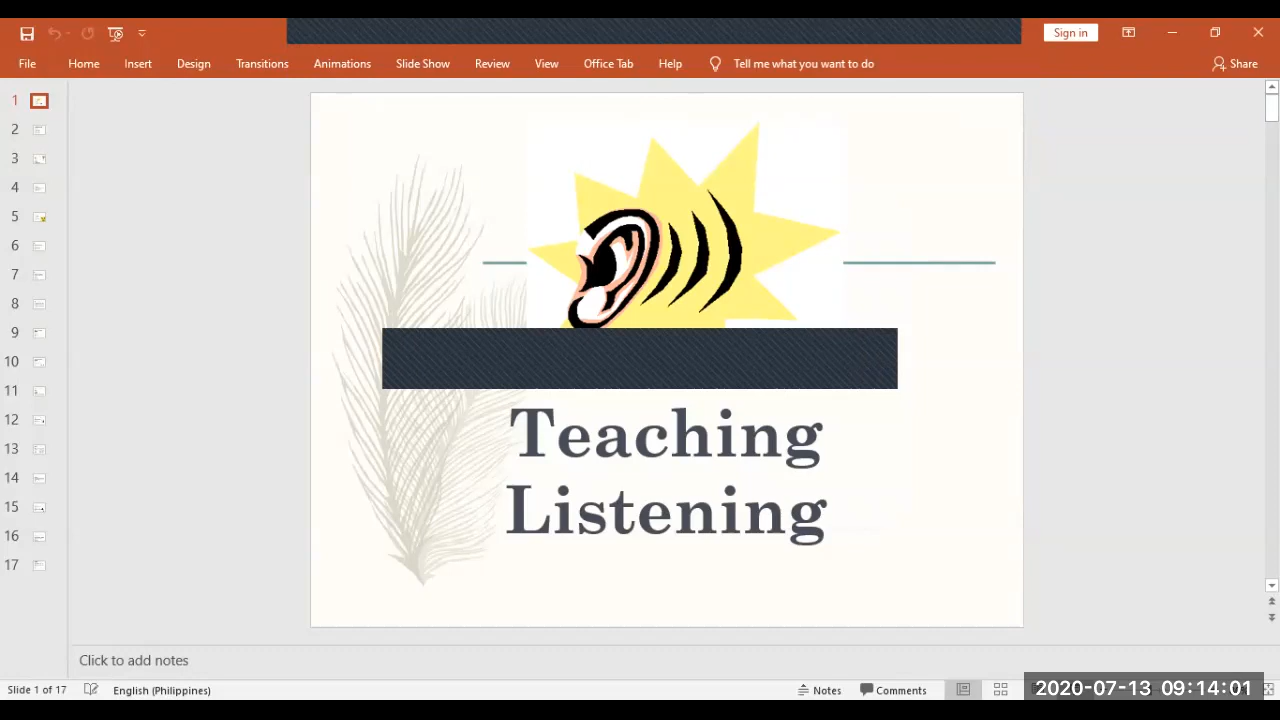 Sign in
File Home Insert Design Transitions Animations Slide Show Review View Office Tab Help Tell me what you want to do Share
1
2
3
4
5
6
7
8
9
10
11
12
13
14
15
16
17
Teaching
Listening
Click to add notes
Slide 1 of 17 English (Philippines) Notes Comments 2020-07-13 09:14:01